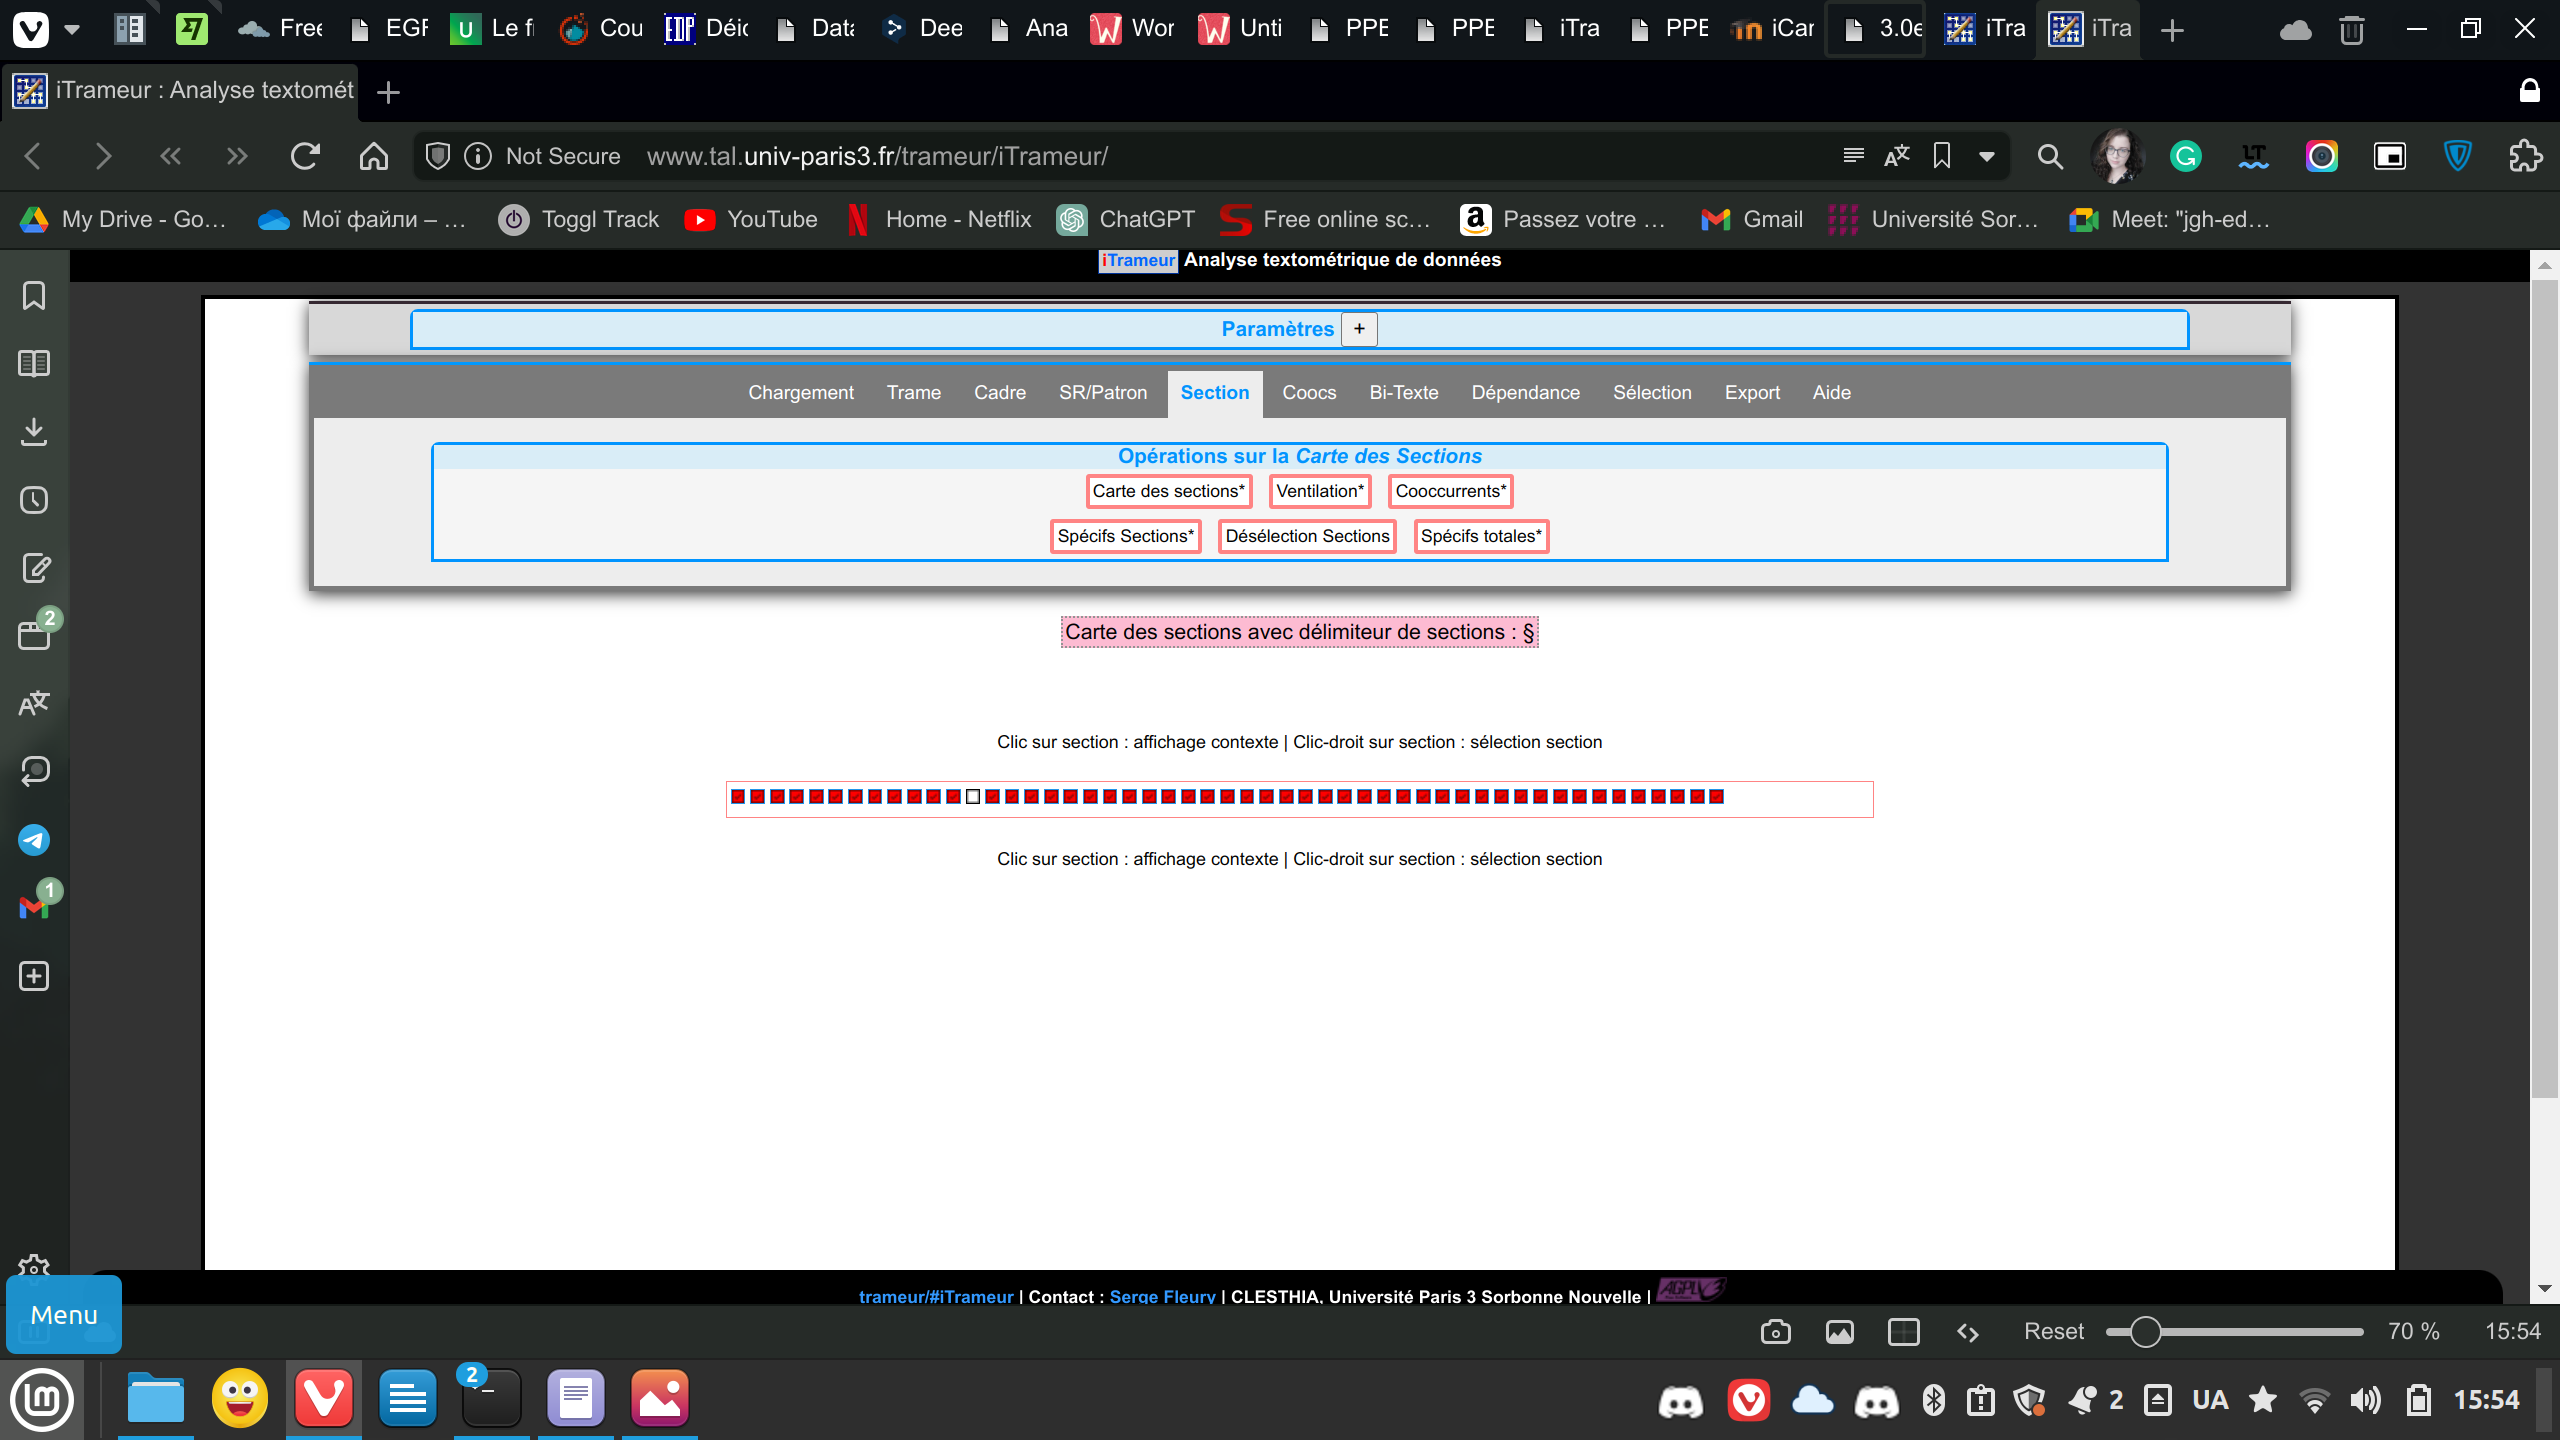 Free EGF Le fi Cou Déic Data Dee Ana Wor Unti PPE PPE iTra PPE iCar 3.0e iTra iTra
iTrameur : Analyse textomét
Not Secure www.tal.univ-paris3.fr/trameur/iTrameur/
My Drive - Go... Мої файли – ... Toggl Track YouTube Home - Netflix ChatGPT Free online sc... Passez votre ... Gmail Université Sor... Meet: "jgh-ed...
iTrameur Analyse textométrique de données
Paramètres +
Chargement Trame Cadre SR/Patron Section Coocs Bi-Texte Dépendance Sélection Export Aide
Opérations sur la Carte des Sections
Carte des sections* Ventilation* Cooccurrents*
Spécifs Sections* Désélection Sections Spécifs totales*
Carte des sections avec délimiteur de sections : §
Clic sur section : affichage contexte | Clic-droit sur section : sélection section
Clic sur section : affichage contexte | Clic-droit sur section : sélection section
2
1
trameur/#iTrameur | Contact : Serge Fleury | CLESTHIA, Université Paris 3 Sorbonne Nouvelle | AGPLV3
Menu
Reset 70 % 15:54
2
2 UA 15:54